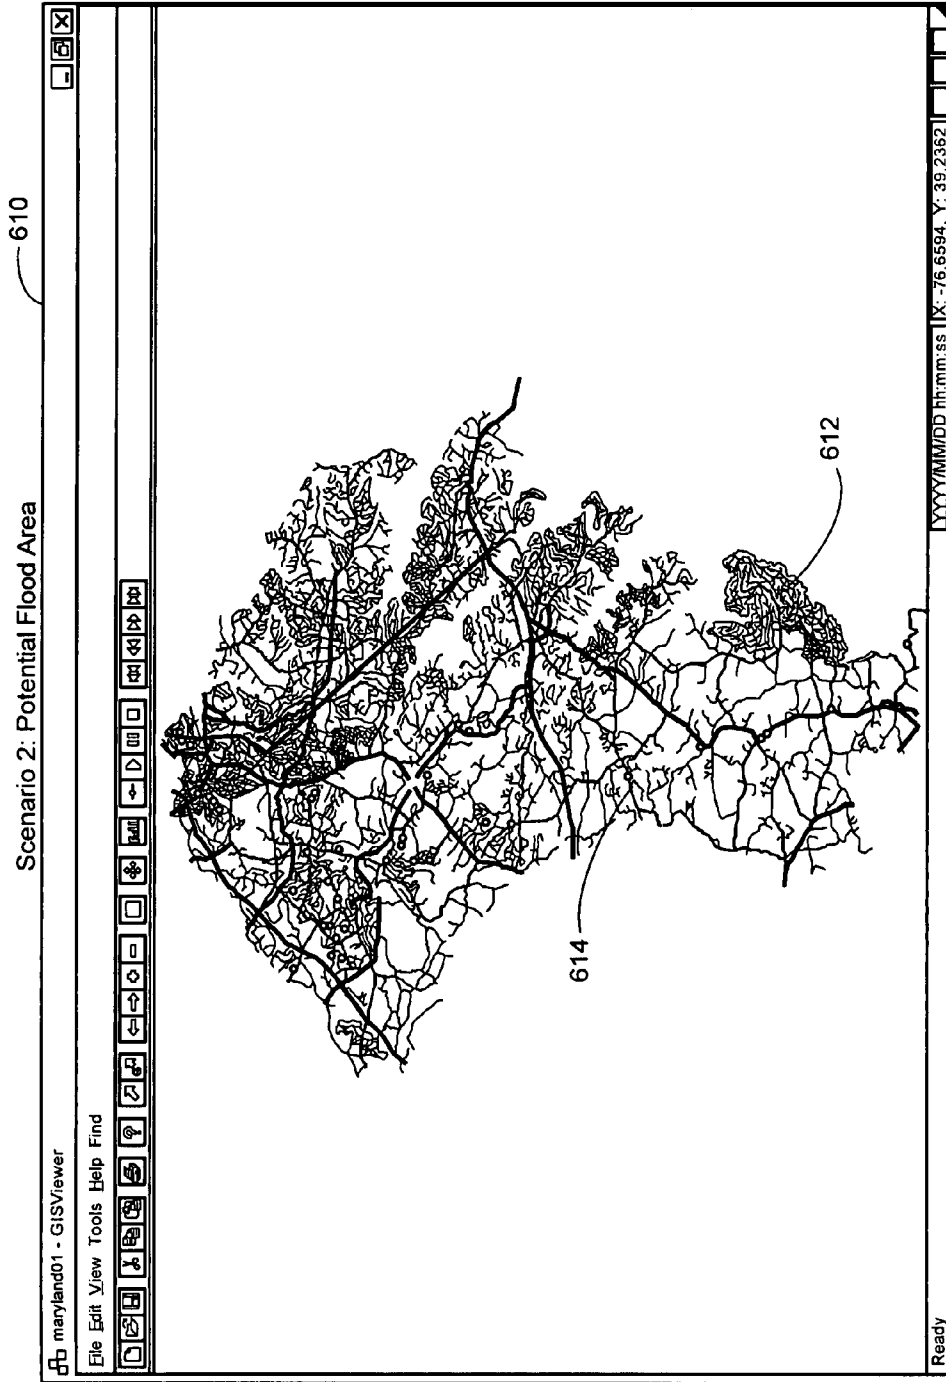 Scenario 2: Potential Flood Area
610
maryland01 - GISViewer
File Edit View Tools Help Find
614
612
Ready
YYYY/MM/DD hh:mm:ss
X: -76.6594, Y: 39.2362